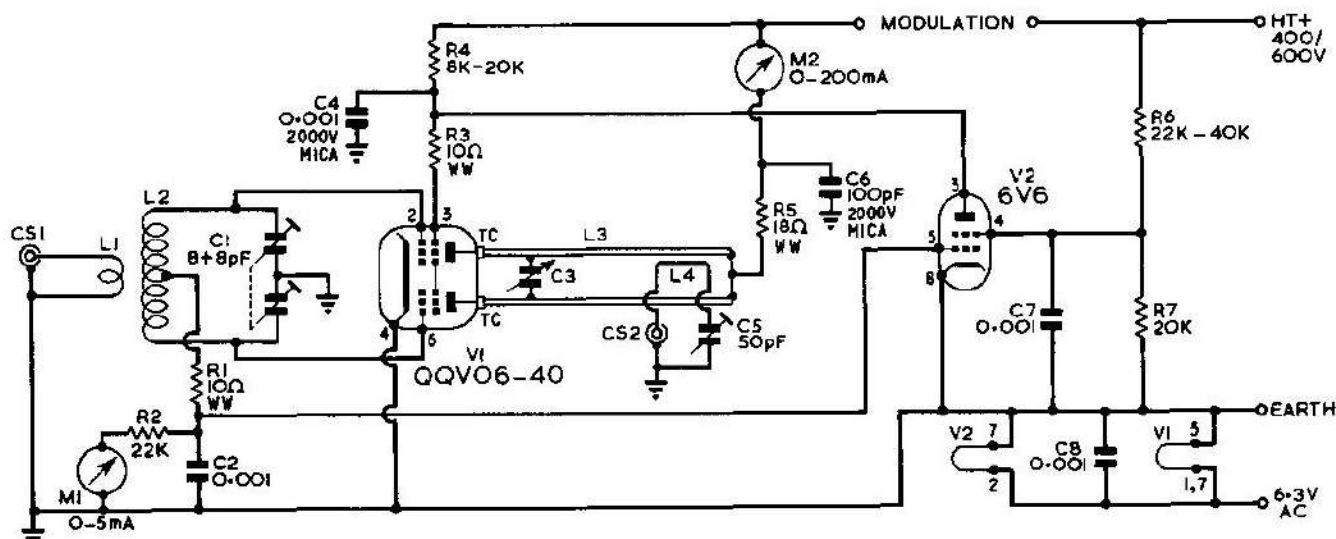 MODULATION
HT+
400/
600V
R4
8K-20K
M2
0-200mA
C4
0.001
2000V
MICA
R3
10Ω
WW
R6
22K-40K
C6
100pF
2000V
MICA
V2
6V6
3
4
5
8
L2
CS1
L1
C1
8+8pF
2
3
TC
L3
R5
18Ω
WW
C3
L4
TC
4
6
CS2
C5
50pF
V1
QQV06-40
C7
0.001
R7
20K
R1
10Ω
WW
R2
22K
C2
0.001
M1
0-5mA
EARTH
V2
7
2
C8
0.001
V1
5
1,7
6.3V
AC